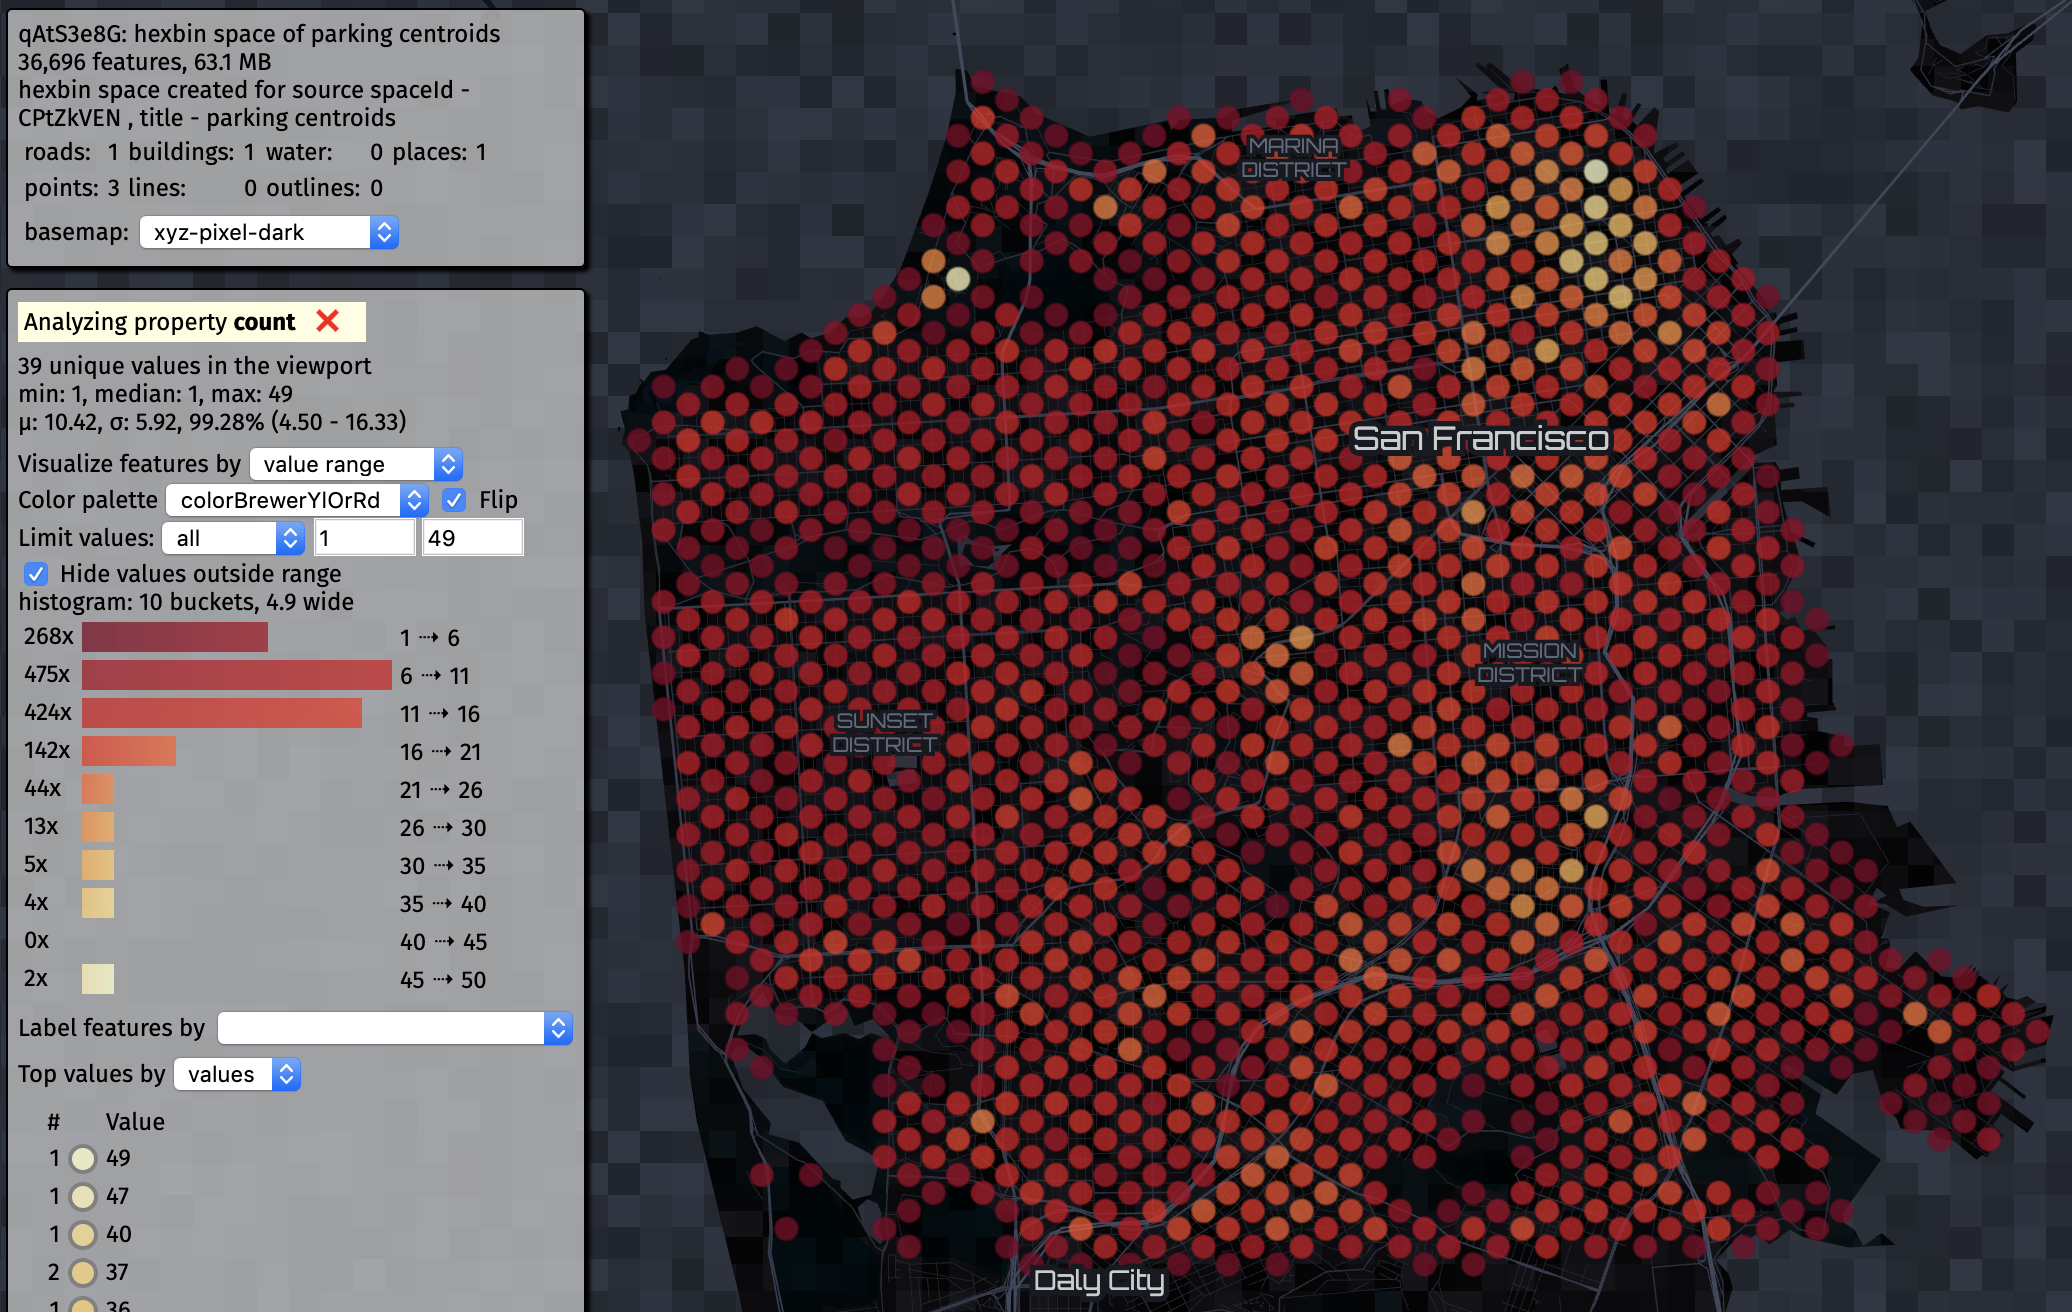 qAtS3e8G: hexbin space of parking centroids
36,696 features, 63.1 MB
hexbin space created for source spaceId -
CPtZkVEN , title - parking centroids
roads: 1 buildings: 1 water: 0 places: 1
points: 3 lines: 0 outlines: 0
basemap: xyz-pixel-dark
Analyzing property count ❌
39 unique values in the viewport
min: 1, median: 1, max: 49
µ: 10.42, σ: 5.92, 99.28% (4.50 - 16.33)
Visualize features by value range
Color palette colorBrewerYlOrRd Flip
Limit values: all 1 49
Hide values outside range
histogram: 10 buckets, 4.9 wide
268x 1 ⇢ 6
475x 6 ⇢ 11
424x 11 ⇢ 16
142x 16 ⇢ 21
44x 21 ⇢ 26
13x 26 ⇢ 30
5x 30 ⇢ 35
4x 35 ⇢ 40
0x 40 ⇢ 45
2x 45 ⇢ 50
Label features by
Top values by values
# Value
1 49
1 47
1 40
2 37
1 36
MARINA
DISTRICT
San Francisco
MISSION
DISTRICT
SUNSET
DISTRICT
Daly City